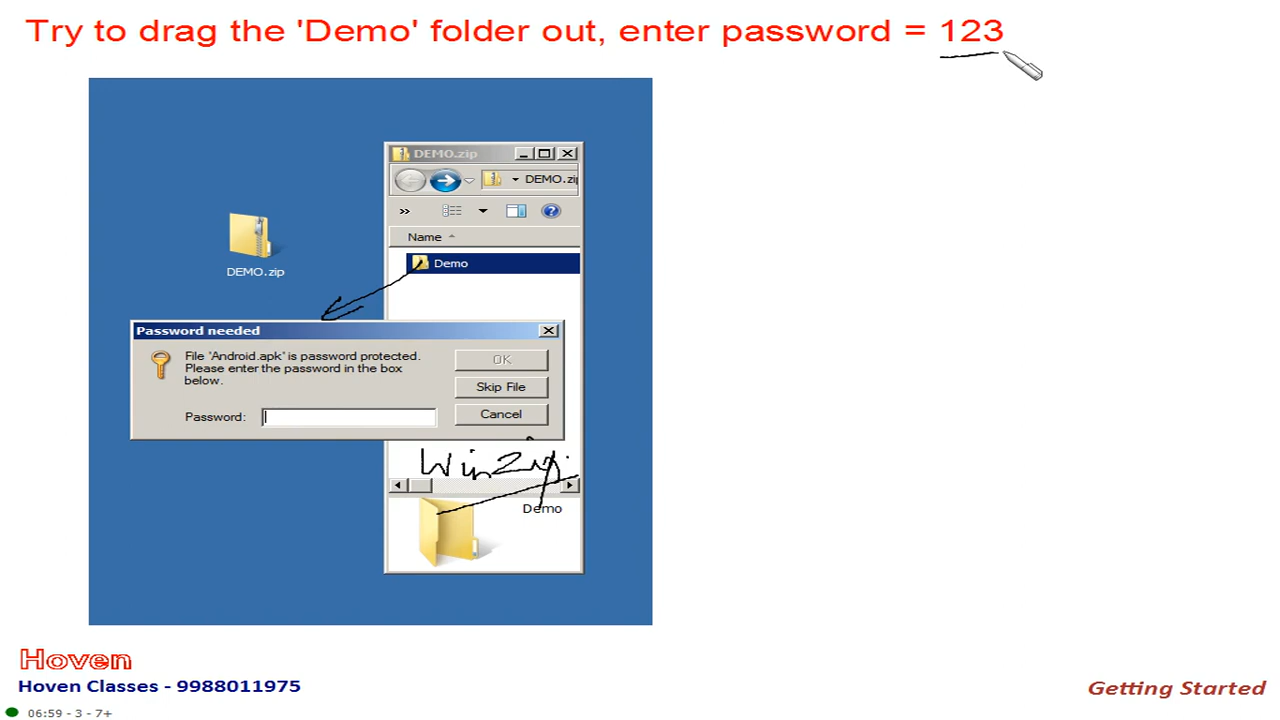 Try to drag the 'Demo' folder out, enter password = 123
DEMO.zip
DEMO.zip
»
Name
Demo
DEMO.zip
Password needed
File 'Android.apk' is password protected.
Please enter the password in the box
below.
OK
Skip File
Password:
Cancel
WinZip
Demo
Hoven
Hoven Classes - 9988011975
Getting Started
06:59 - 3 - 7+